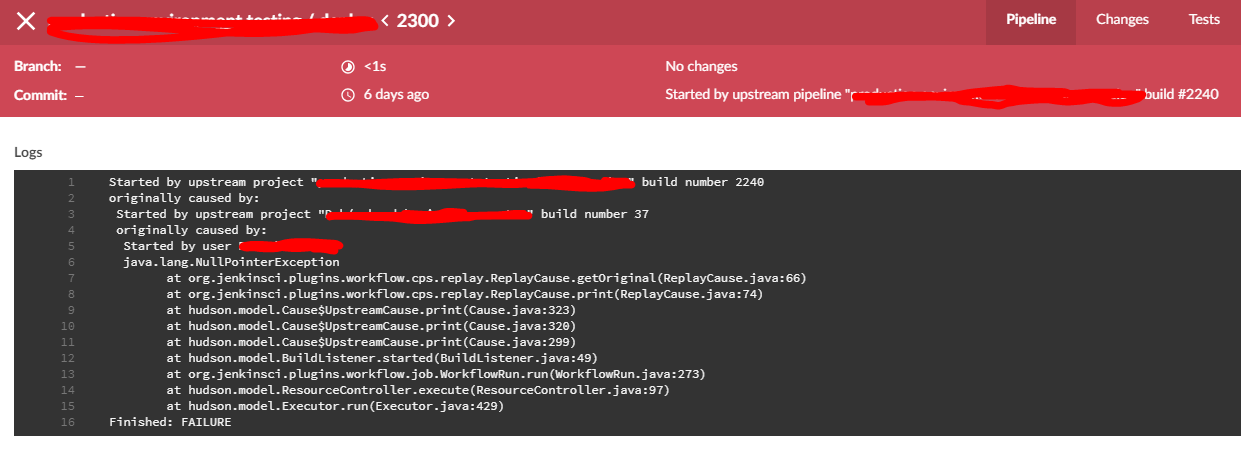 2300
Pipeline Changes Tests
Branch: —
<1s
No changes
Commit: —
6 days ago
Started by upstream pipeline " " build #2240
Logs
1 Started by upstream project " " build number 2240
2 originally caused by:
3 Started by upstream project " " build number 37
4 originally caused by:
5 Started by user
6 java.lang.NullPointerException
7 at org.jenkinsci.plugins.workflow.cps.replay.ReplayCause.getOriginal(ReplayCause.java:66)
8 at org.jenkinsci.plugins.workflow.cps.replay.ReplayCause.print(ReplayCause.java:74)
9 at hudson.model.Cause$UpstreamCause.print(Cause.java:323)
10 at hudson.model.Cause$UpstreamCause.print(Cause.java:320)
11 at hudson.model.Cause$UpstreamCause.print(Cause.java:299)
12 at hudson.model.BuildListener.started(BuildListener.java:49)
13 at org.jenkinsci.plugins.workflow.job.WorkflowRun.run(WorkflowRun.java:273)
14 at hudson.model.ResourceController.execute(ResourceController.java:97)
15 at hudson.model.Executor.run(Executor.java:429)
16 Finished: FAILURE